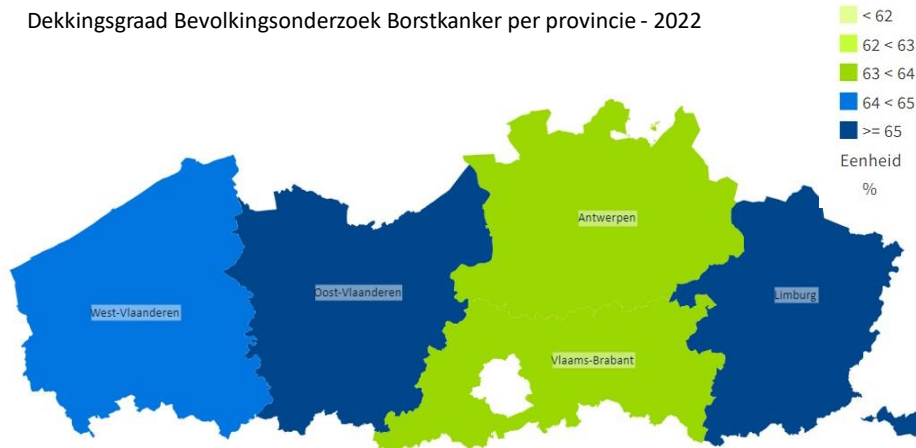 Dekkingsgraad Bevolkingsonderzoek Borstkanker per provincie - 2022
< 62
62 < 63
63 < 64
64 < 65
>= 65
Eenheid
%
Antwerpen
Oost-Vlaanderen
Limburg
West-Vlaanderen
Vlaams-Brabant